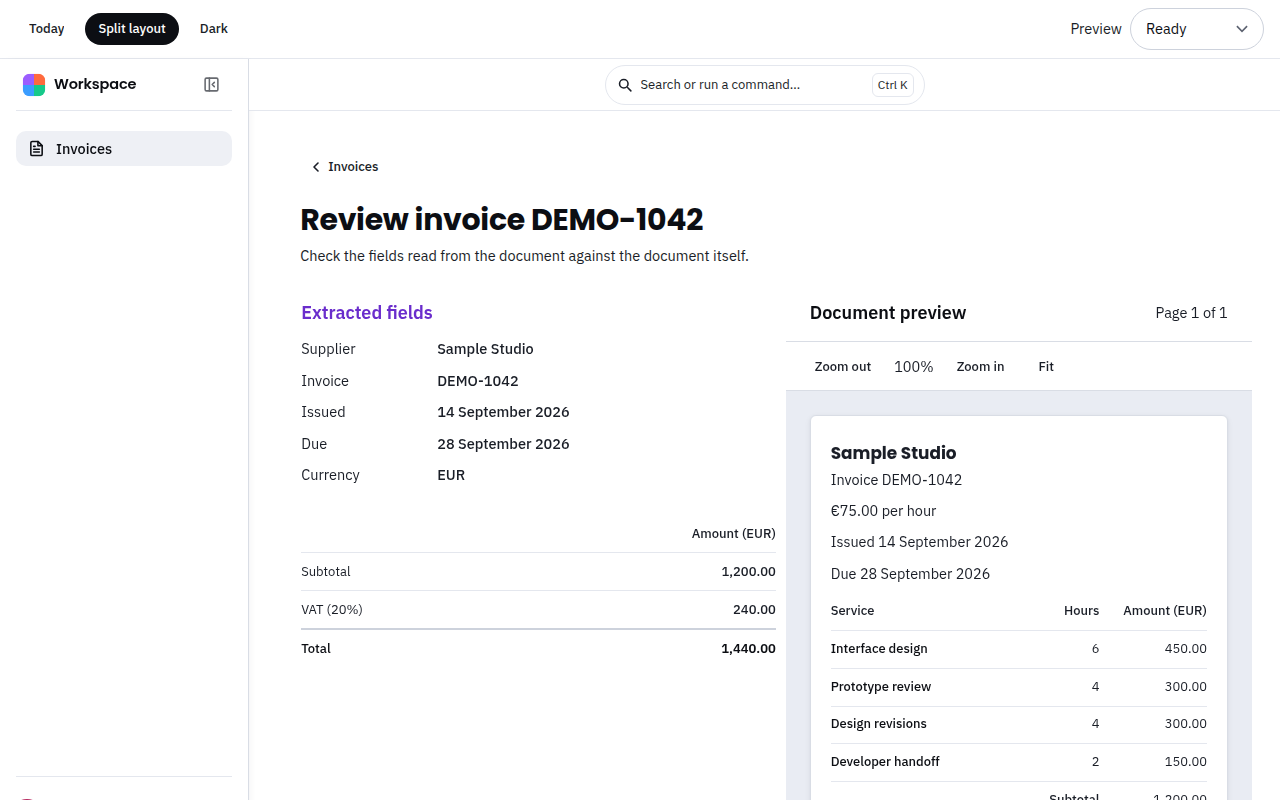 Today
Split layout
Dark
Preview
Ready
Workspace
Search or run a command...
Ctrl K
Invoices
Invoices
Review invoice DEMO-1042
Check the fields read from the document against the document itself.
Extracted fields
Supplier Sample Studio
Invoice DEMO-1042
Issued 14 September 2026
Due 28 September 2026
Currency EUR
Amount (EUR)
Subtotal 1,200.00
VAT (20%) 240.00
Total 1,440.00
Document preview
Page 1 of 1
Zoom out 100% Zoom in Fit
Sample Studio
Invoice DEMO-1042
€75.00 per hour
Issued 14 September 2026
Due 28 September 2026
Service Hours Amount (EUR)
Interface design 6 450.00
Prototype review 4 300.00
Design revisions 4 300.00
Developer handoff 2 150.00
Subtotal 1,200.00